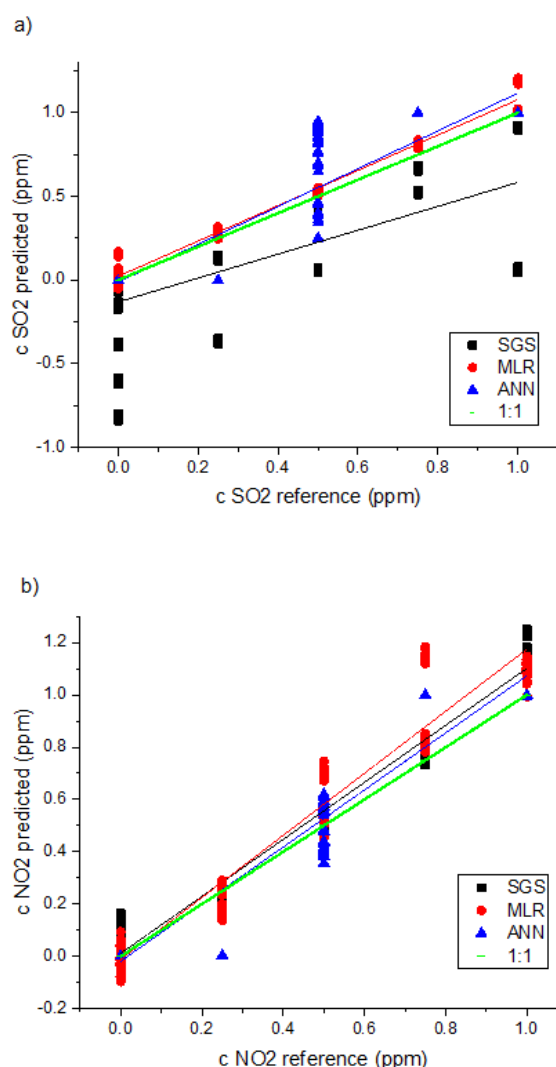 a)
1.0
0.5
0.0
-0.5
-1.0
c SO2 predicted (ppm)
SGS
MLR
ANN
1:1
0.0 0.2 0.4 0.6 0.8 1.0
c SO2 reference (ppm)
b)
1.2
1.0
0.8
0.6
0.4
0.2
0.0
-0.2
c NO2 predicted (ppm)
SGS
MLR
ANN
1:1
0.0 0.2 0.4 0.6 0.8 1.0
c NO2 reference (ppm)